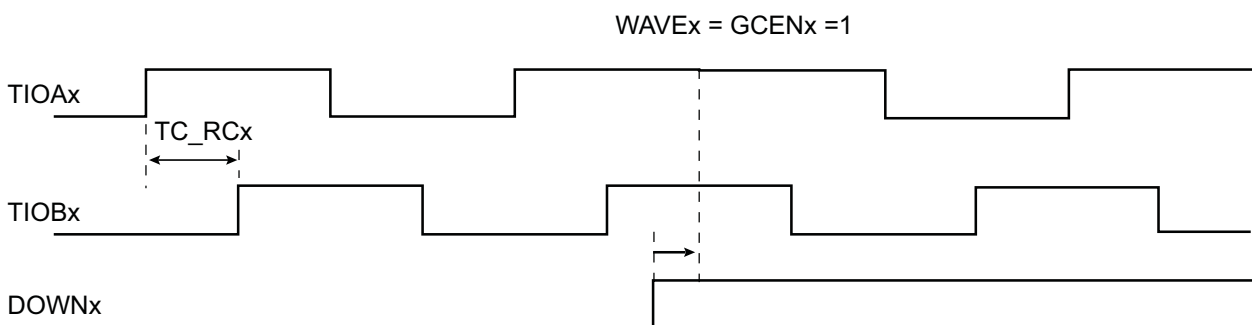 WAVEx = GCENx =1
TIOAx
TC_RCx
TIOBx
DOWNx